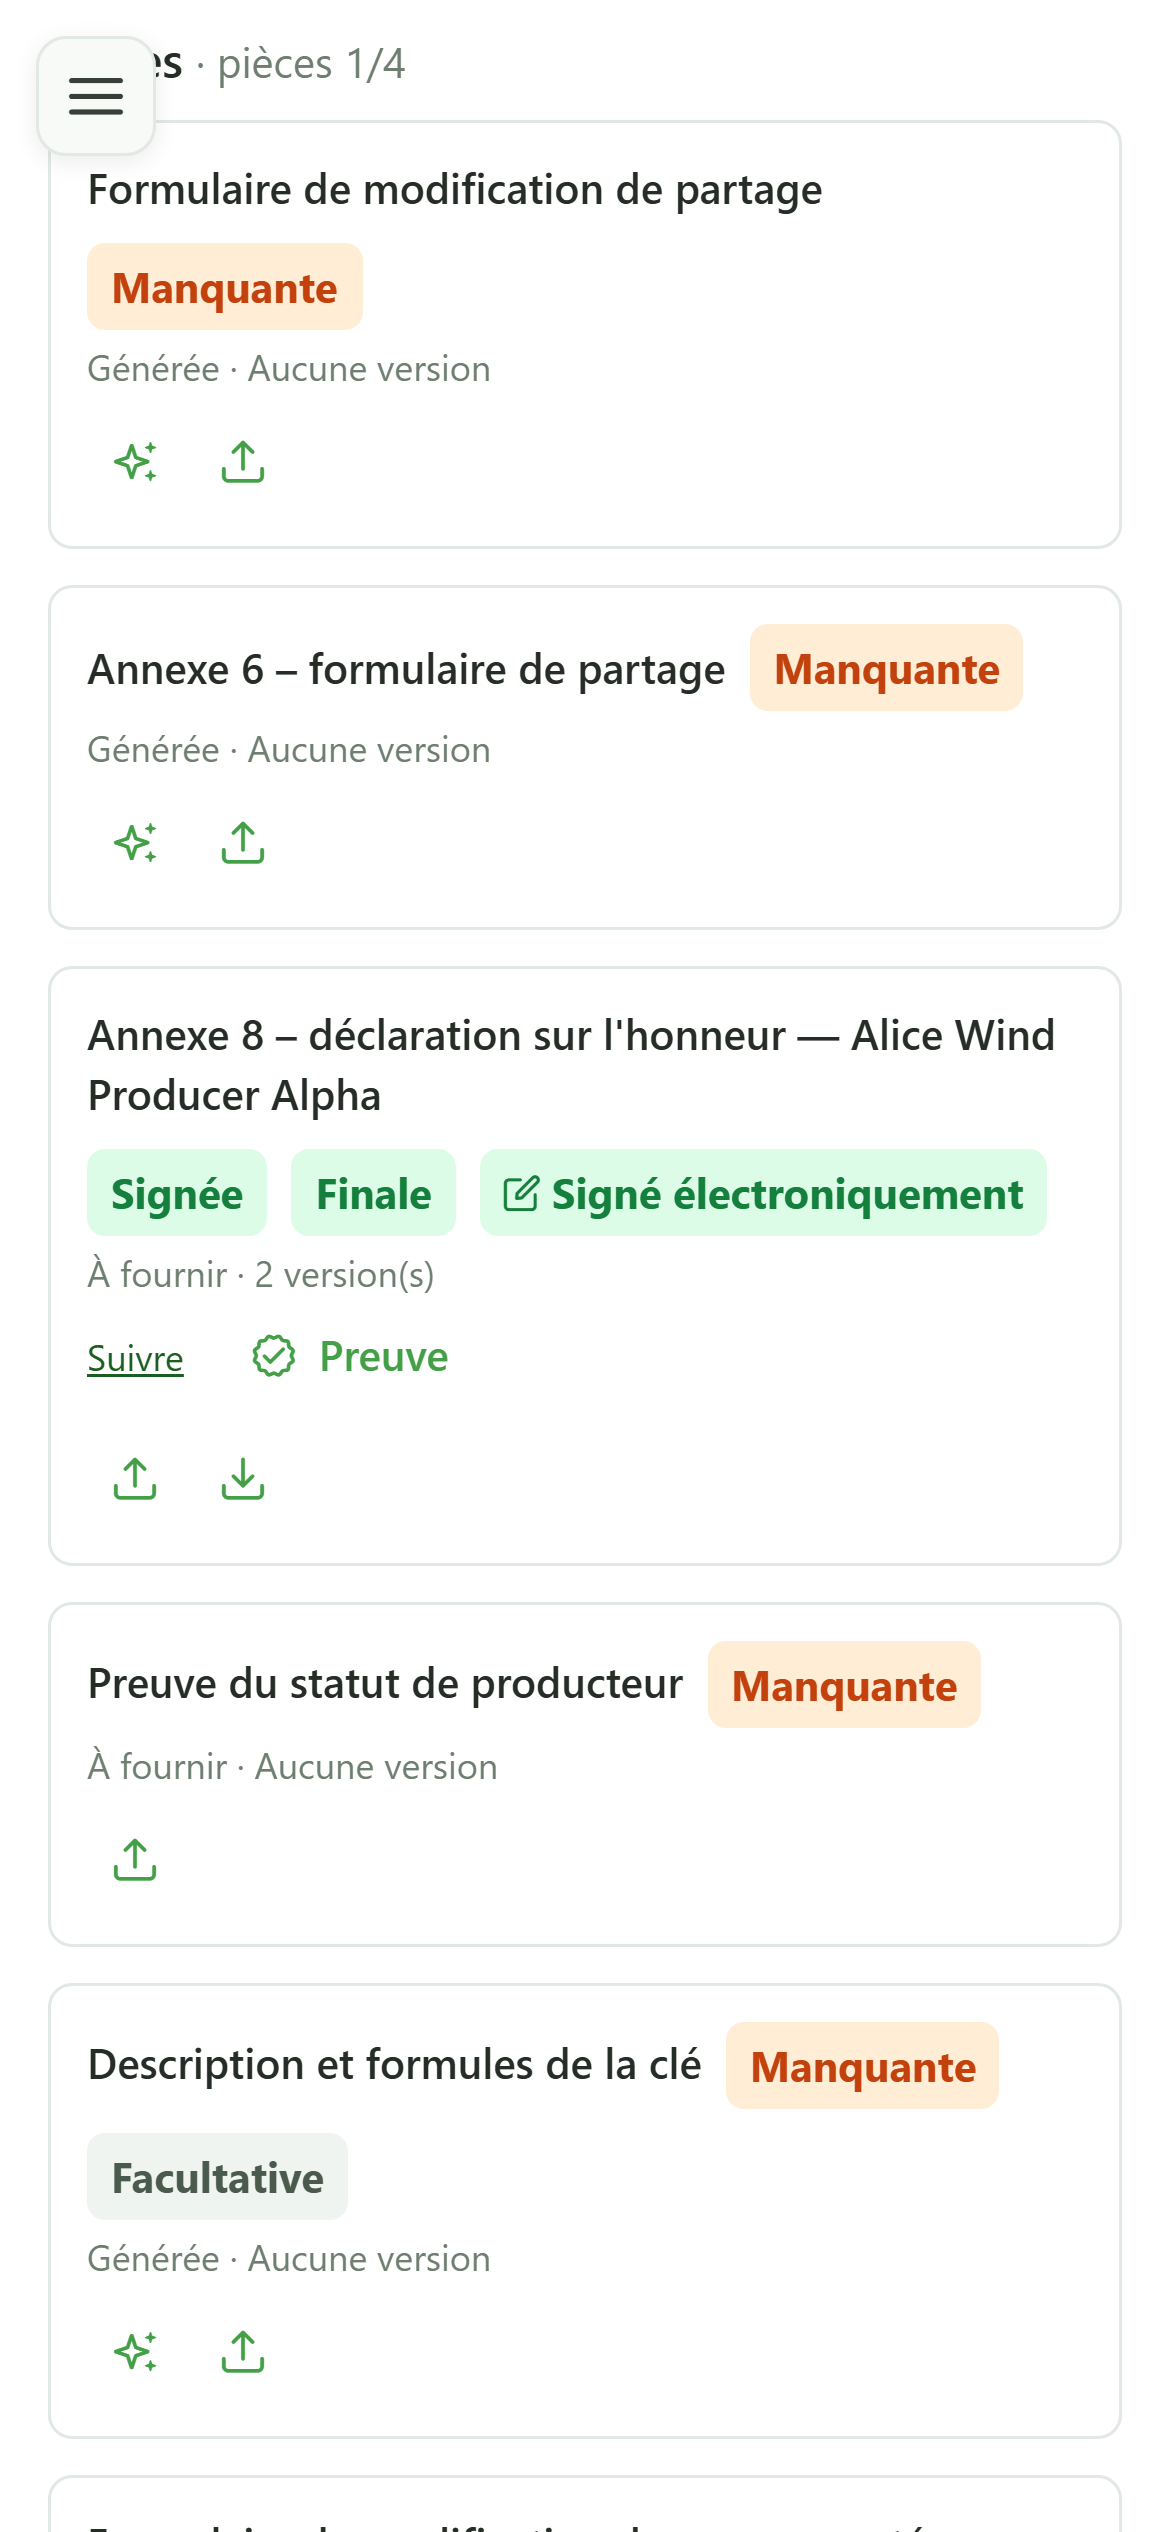 es · pièces 1/4
Formulaire de modification de partage
Manquante
Générée · Aucune version
Annexe 6 – formulaire de partage Manquante
Générée · Aucune version
Annexe 8 – déclaration sur l'honneur — Alice Wind
Producer Alpha
Signée Finale Signé électroniquement
À fournir · 2 version(s)
Suivre Preuve
Preuve du statut de producteur Manquante
À fournir · Aucune version
Description et formules de la clé Manquante
Facultative
Générée · Aucune version